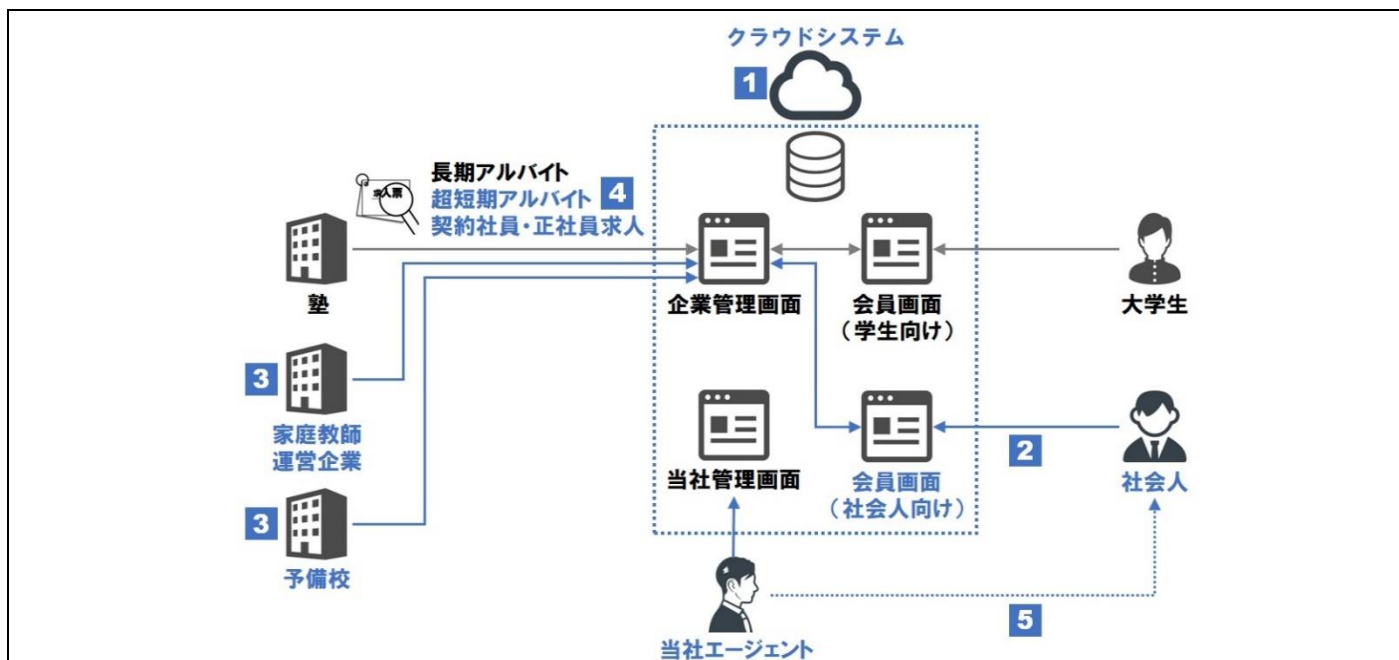 クラウドシステム
1
求人票
長期アルバイト
超短期アルバイト
4
契約社員・正社員求人
塾
企業管理画面
会員画面
（学生向け）
大学生
3
家庭教師
運営企業
当社管理画面
会員画面
（社会人向け）
2
社会人
3
予備校
5
当社エージェント